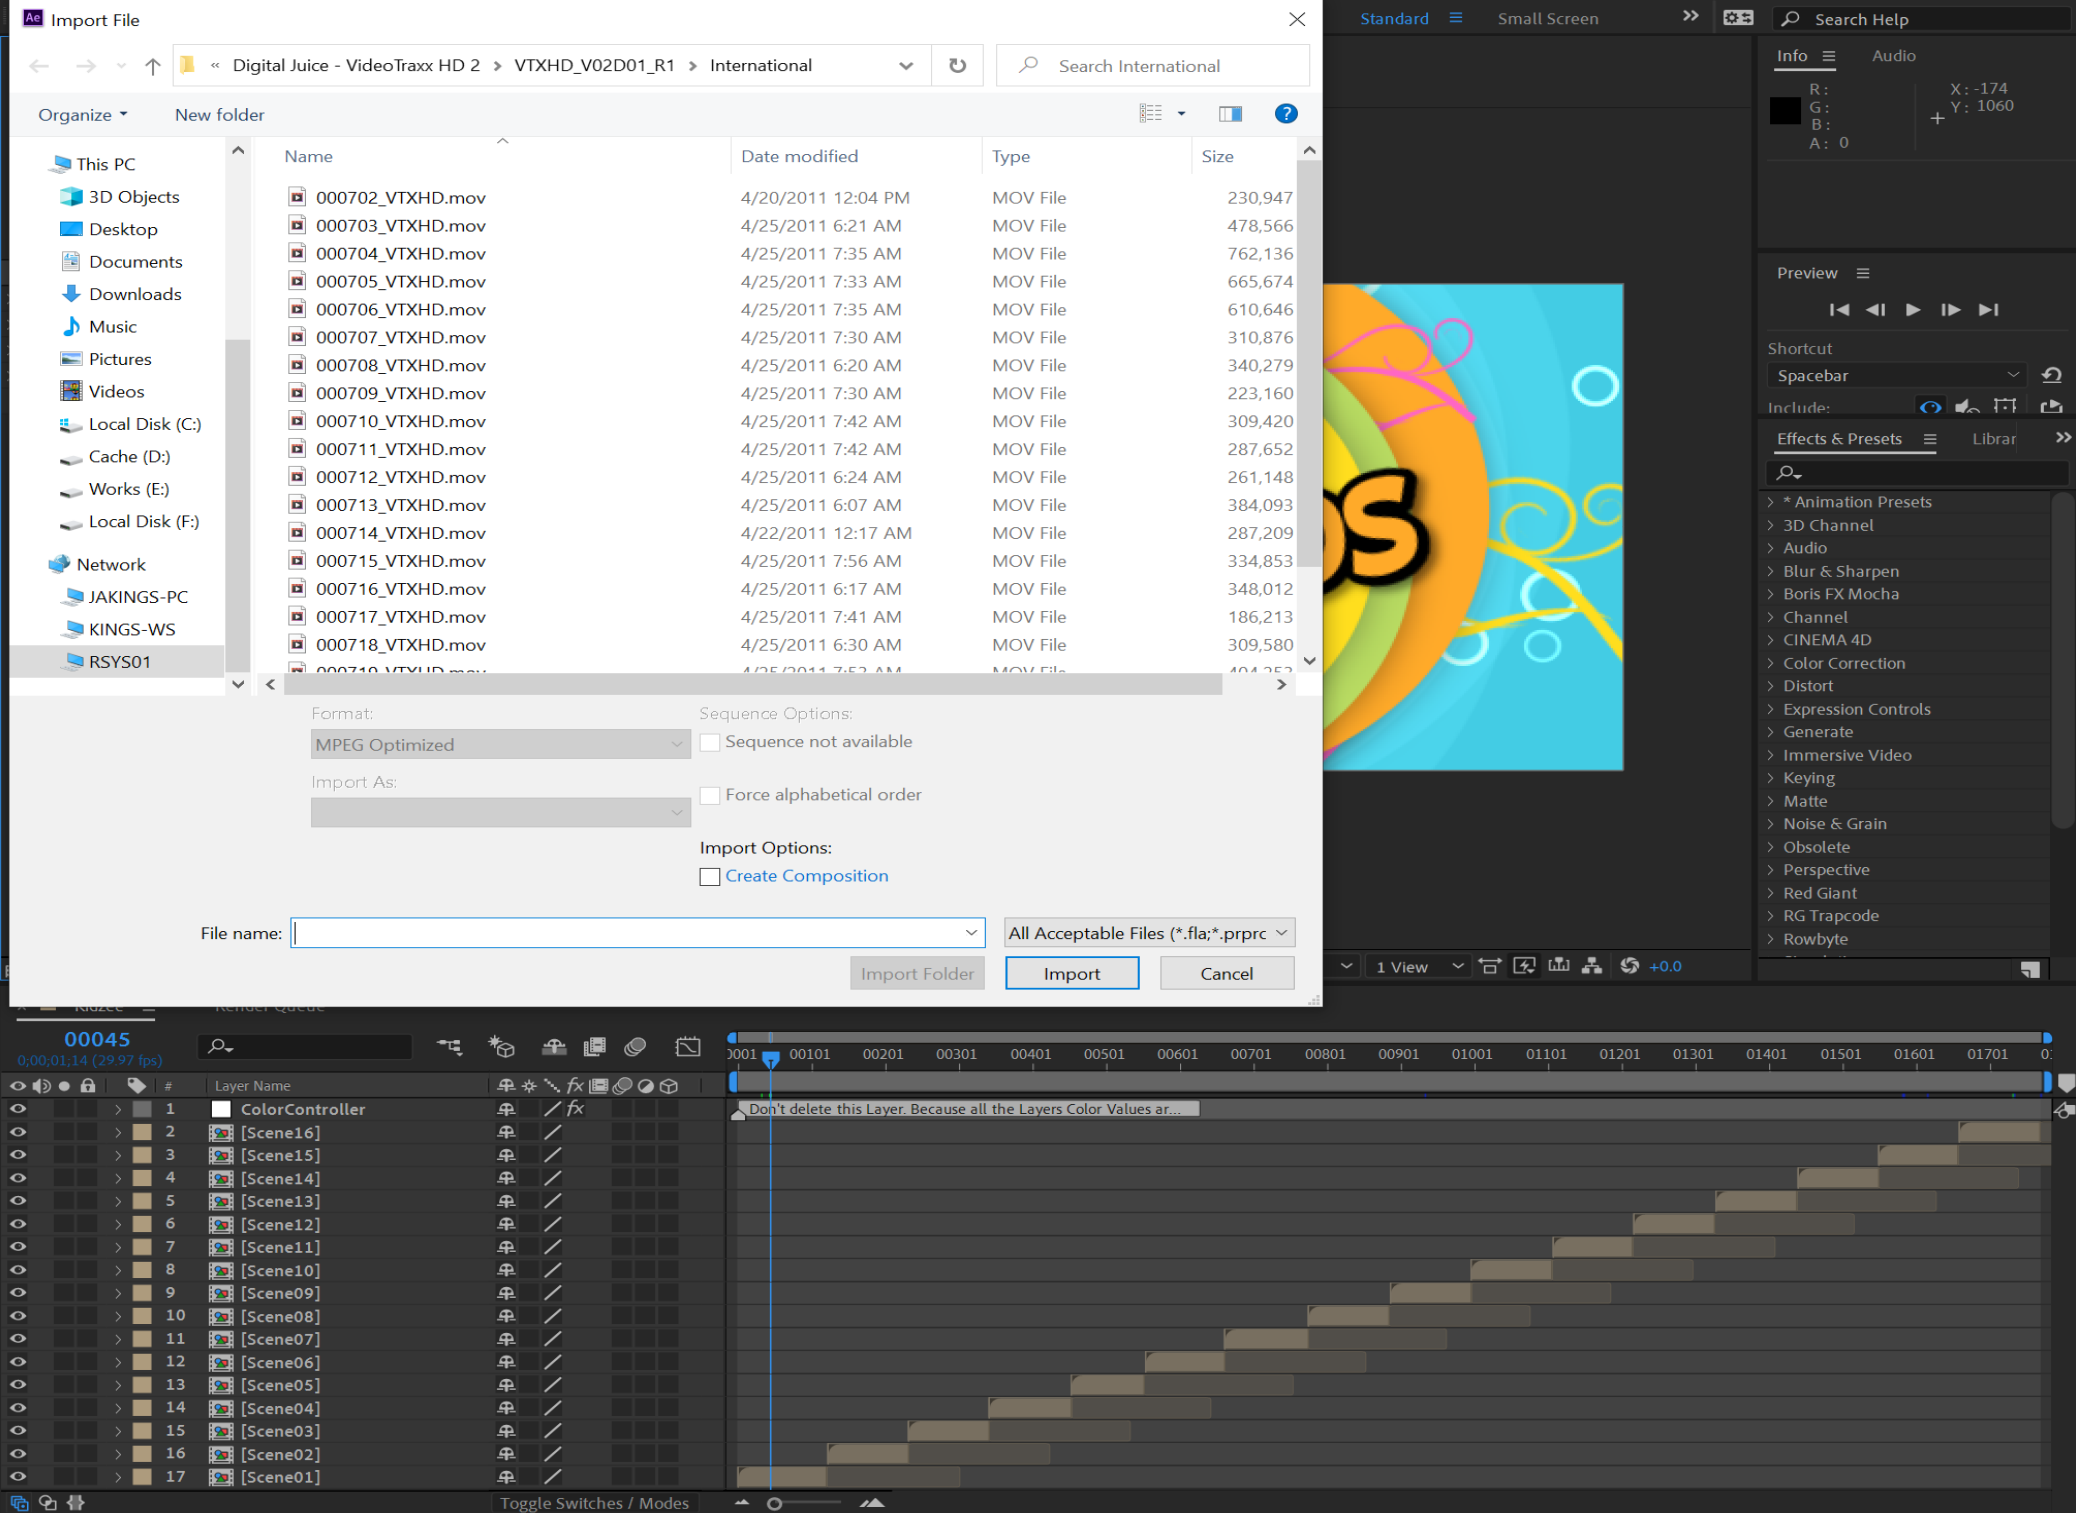 Ae Import File
« Digital Juice - VideoTraxx HD 2 > VTXHD_V02D01_R1 > International
Search International
Organize
New folder
This PC
3D Objects
Desktop
Documents
Downloads
Music
Pictures
Videos
Local Disk (C:)
Cache (D:)
Works (E:)
Local Disk (F:)
Network
JAKINGS-PC
KINGS-WS
RSYS01
Name Date modified Type Size
000702_VTXHD.mov 4/20/2011 12:04 PM MOV File 230,947
000703_VTXHD.mov 4/25/2011 6:21 AM MOV File 478,566
000704_VTXHD.mov 4/25/2011 7:35 AM MOV File 762,136
000705_VTXHD.mov 4/25/2011 7:33 AM MOV File 665,674
000706_VTXHD.mov 4/25/2011 7:35 AM MOV File 610,646
000707_VTXHD.mov 4/25/2011 7:30 AM MOV File 310,876
000708_VTXHD.mov 4/25/2011 6:20 AM MOV File 340,279
000709_VTXHD.mov 4/25/2011 7:30 AM MOV File 223,160
000710_VTXHD.mov 4/25/2011 7:42 AM MOV File 309,420
000711_VTXHD.mov 4/25/2011 7:42 AM MOV File 287,652
000712_VTXHD.mov 4/25/2011 6:24 AM MOV File 261,148
000713_VTXHD.mov 4/25/2011 6:07 AM MOV File 384,093
000714_VTXHD.mov 4/22/2011 12:17 AM MOV File 287,209
000715_VTXHD.mov 4/25/2011 7:56 AM MOV File 334,853
000716_VTXHD.mov 4/25/2011 6:17 AM MOV File 348,012
000717_VTXHD.mov 4/25/2011 7:41 AM MOV File 186,213
000718_VTXHD.mov 4/25/2011 6:30 AM MOV File 309,580
Format:
MPEG Optimized
Import As:
Sequence Options:
Sequence not available
Force alphabetical order
Import Options:
Create Composition
File name:
All Acceptable Files (*.fla;*.prprc
Import Folder
Import
Cancel
Standard
Small Screen
Search Help
Info
Audio
R:
G:
B:
A: 0
X: -174
Y: 1060
Preview
Shortcut
Spacebar
Include:
Effects & Presets
Librar
* Animation Presets
3D Channel
Audio
Blur & Sharpen
Boris FX Mocha
Channel
CINEMA 4D
Color Correction
Distort
Expression Controls
Generate
Immersive Video
Keying
Matte
Noise & Grain
Obsolete
Perspective
Red Giant
RG Trapcode
Rowbyte
1 View
+0.0
Render Queue
00045
0;00;01;14 (29.97 fps)
0001 00101 00201 00301 00401 00501 00601 00701 00801 00901 01001 01101 01201 01301 01401 01501 01601 01701
# Layer Name
1 ColorController
Don't delete this Layer. Because all the Layers Color Values ar...
2 [Scene16]
3 [Scene15]
4 [Scene14]
5 [Scene13]
6 [Scene12]
7 [Scene11]
8 [Scene10]
9 [Scene09]
10 [Scene08]
11 [Scene07]
12 [Scene06]
13 [Scene05]
14 [Scene04]
15 [Scene03]
16 [Scene02]
17 [Scene01]
Toggle Switches / Modes